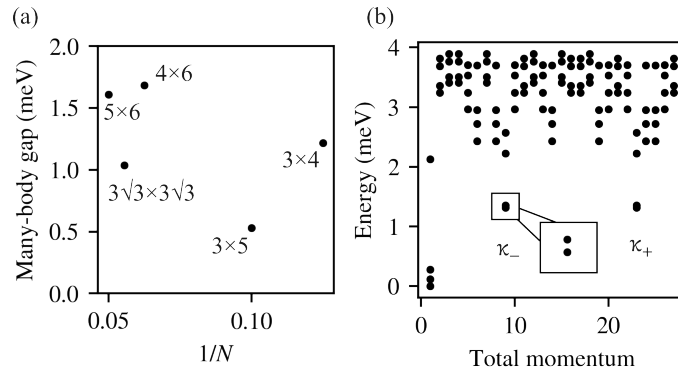 (a)
2.0
1.5
1.0
0.5
0.0
Many-body gap (meV)
4×6
5×6
3√3×3√3
3×4
3×5
0.05
0.10
1/N
(b)
4
3
2
1
0
Energy (meV)
κ₋
κ₊
0
10
20
Total momentum